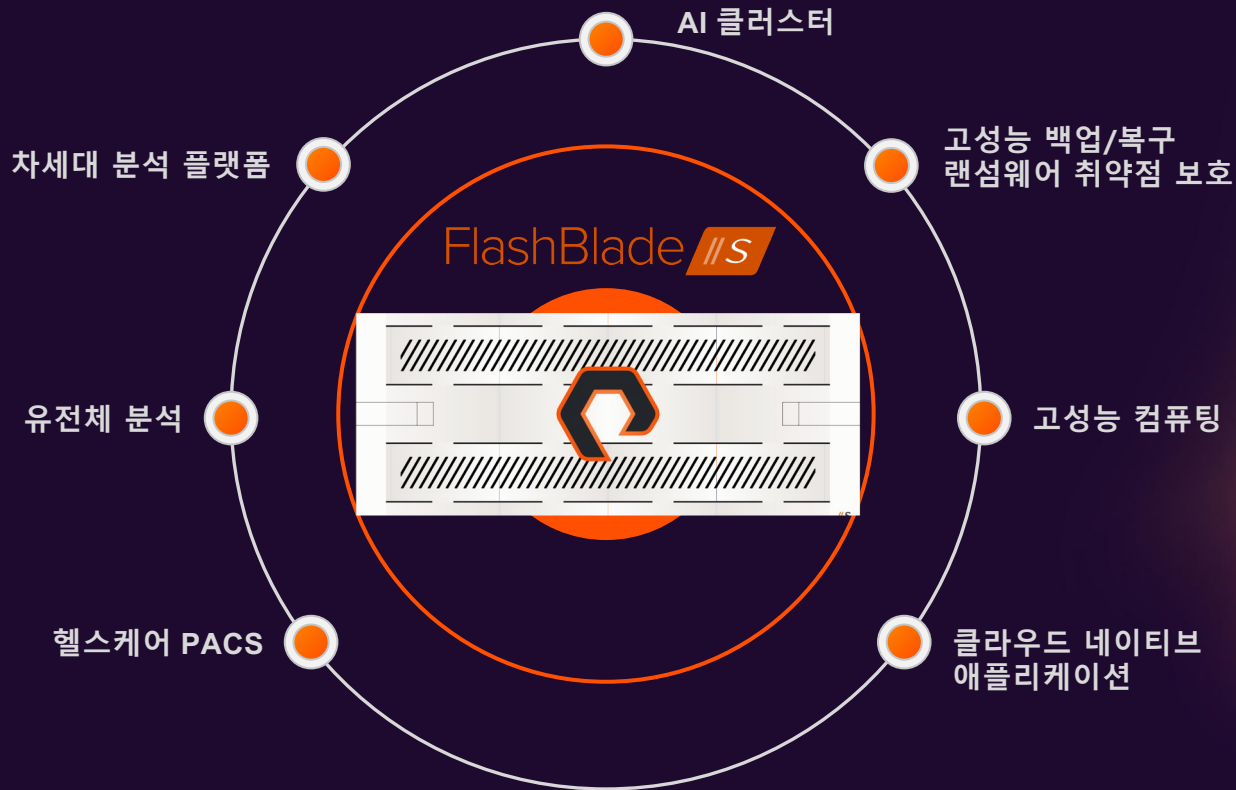 AI 클러스터
고성능 백업/복구
랜섬웨어 취약점 보호
차세대 분석 플랫폼
FlashBlade //S
유전체 분석
고성능 컴퓨팅
//S
헬스케어 PACS
클라우드 네이티브
애플리케이션